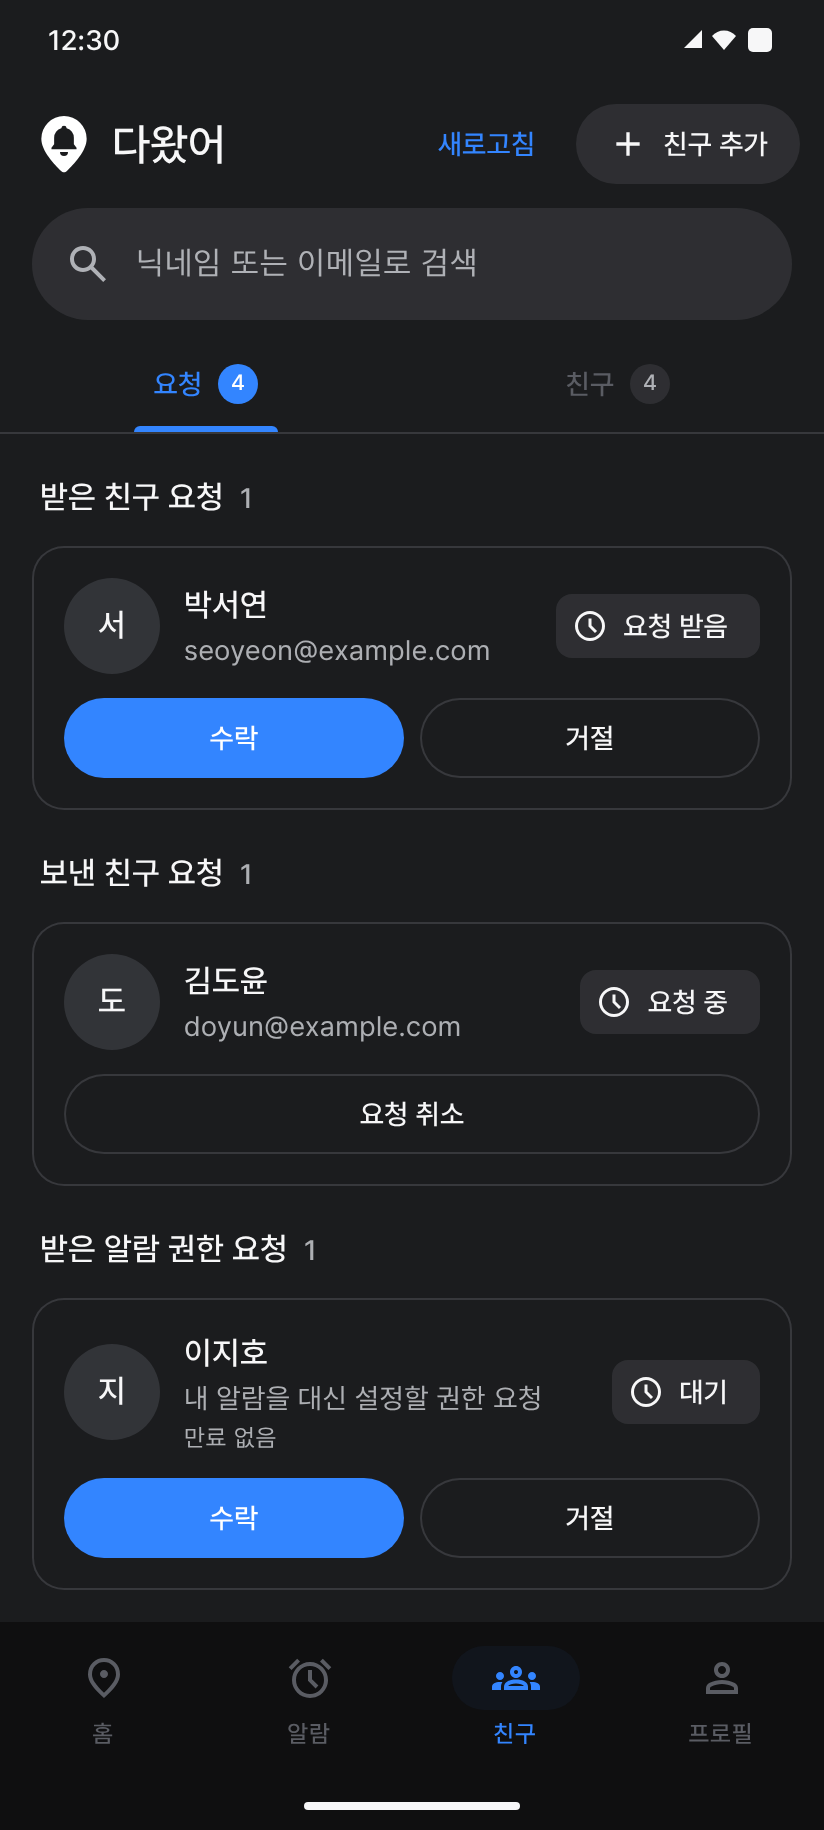 12:30
다왔어
새로고침
친구 추가
닉네임 또는 이메일로 검색
요청 4
친구 4
받은 친구 요청 1
서
박서연
seoyeon@example.com
요청 받음
수락
거절
보낸 친구 요청 1
도
김도윤
doyun@example.com
요청 중
요청 취소
받은 알람 권한 요청 1
지
이지호
내 알람을 대신 설정할 권한 요청
만료 없음
대기
수락
거절
홈
알람
친구
프로필